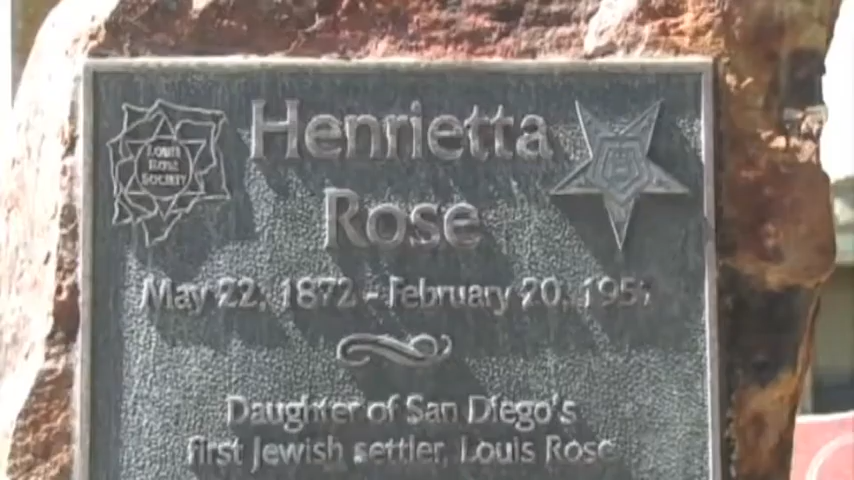 LOUIS
ROSE
SOCIETY
Henrietta
Rose
May 22, 1872 - February 20, 1957
Daughter of San Diego's
first Jewish settler, Louis Rose